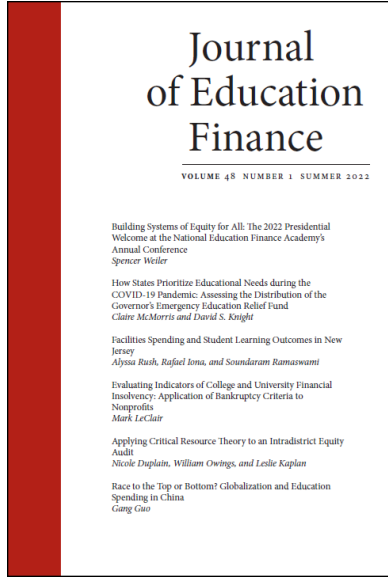 Journal
of Education
Finance
VOLUME 48 NUMBER 1 SUMMER 2022
Building Systems of Equity for All: The 2022 Presidential
Welcome at the National Education Finance Academy's
Annual Conference
Spencer Weiler
How States Prioritize Educational Needs during the
COVID-19 Pandemic: Assessing the Distribution of the
Governor's Emergency Education Relief Fund
Claire McMorris and David S. Knight
Facilities Spending and Student Learning Outcomes in New
Jersey
Alyssa Rush, Rafael Iona, and Soundaram Ramaswami
Evaluating Indicators of College and University Financial
Insolvency: Application of Bankruptcy Criteria to
Nonprofits
Mark LeClair
Applying Critical Resource Theory to an Intradistrict Equity
Audit
Nicole Duplain, William Owings, and Leslie Kaplan
Race to the Top or Bottom? Globalization and Education
Spending in China
Gang Guo